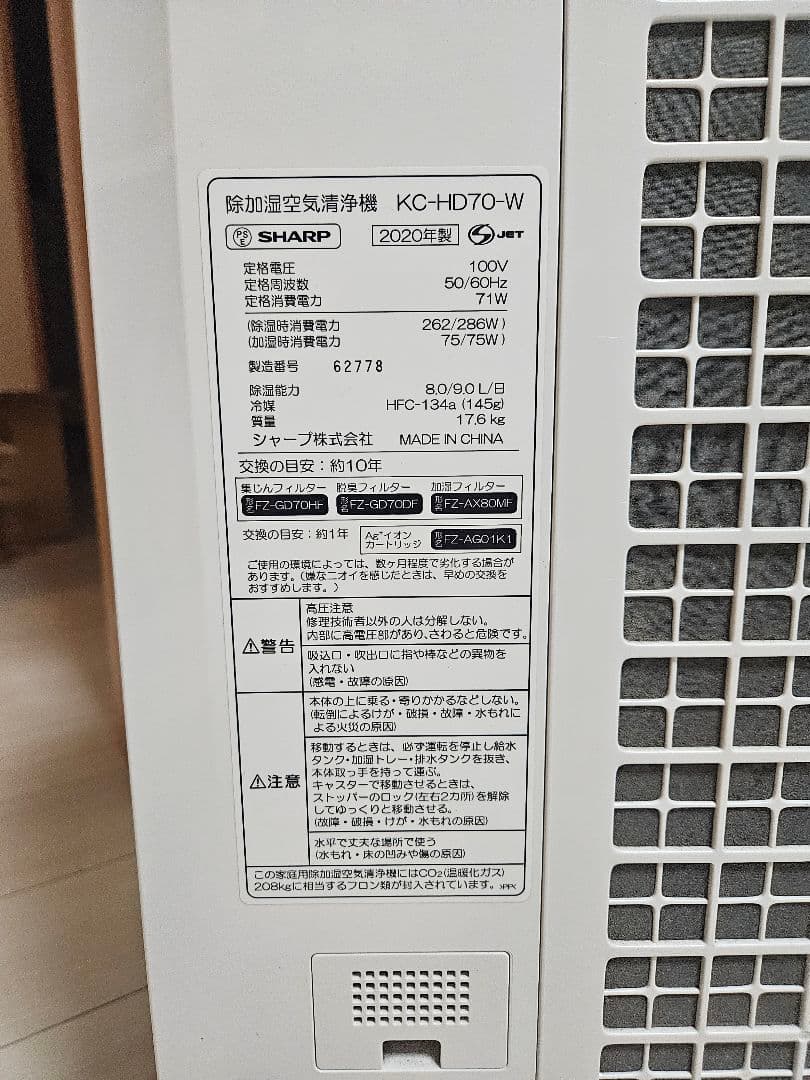 除加湿空気清浄機 KC-HD70-W
PSE SHARP 2020年製 JET
定格電圧 100V
定格周波数 50/60Hz
定格消費電力 71W
(除湿時消費電力 262/286W)
(加湿時消費電力 75/75W)
製造番号 62778
除湿能力 8.0/9.0 L/日
冷媒 HFC-134a (145g)
質量 17.6 kg
シャープ株式会社 MADE IN CHINA
交換の目安:約10年
集じんフィルター 脱臭フィルター 加湿フィルター
形名 FZ-GD70HF 形名 FZ-GD70DF 形名 FZ-AX80MF
交換の目安:約1年 Ag⁺イオンカートリッジ 形名 FZ-AG01K1
ご使用の環境によっては、数ヶ月程度で劣化する場合が
あります。(嫌なニオイを感じたときは、早めの交換を
おすすめします。)
⚠警告
高圧注意
修理技術者以外の人は分解しない。
内部に高電圧部があり、さわると危険です。
吸込口・吹出口に指や棒などの異物を
入れない
(感電・故障の原因)
⚠注意
本体の上に乗る・寄りかかるなどしない。
(転倒によるけが・破損・故障・水もれに
よる火災の原因)
移動するときは、必ず運転を停止し給水
タンク・加湿トレー・排水タンクを抜き、
本体取っ手を持って運ぶ。
キャスターで移動させるときは、
ストッパーのロック(左右2カ所)を解除
してゆっくりと移動させる。
(故障・破損・けが・水もれの原因)
水平で丈夫な場所で使う
(水もれ・床の凹みや傷の原因)
この家庭用除加湿空気清浄機にはCO₂(温暖化ガス)
208kgに相当するフロン類が封入されています。>PP<